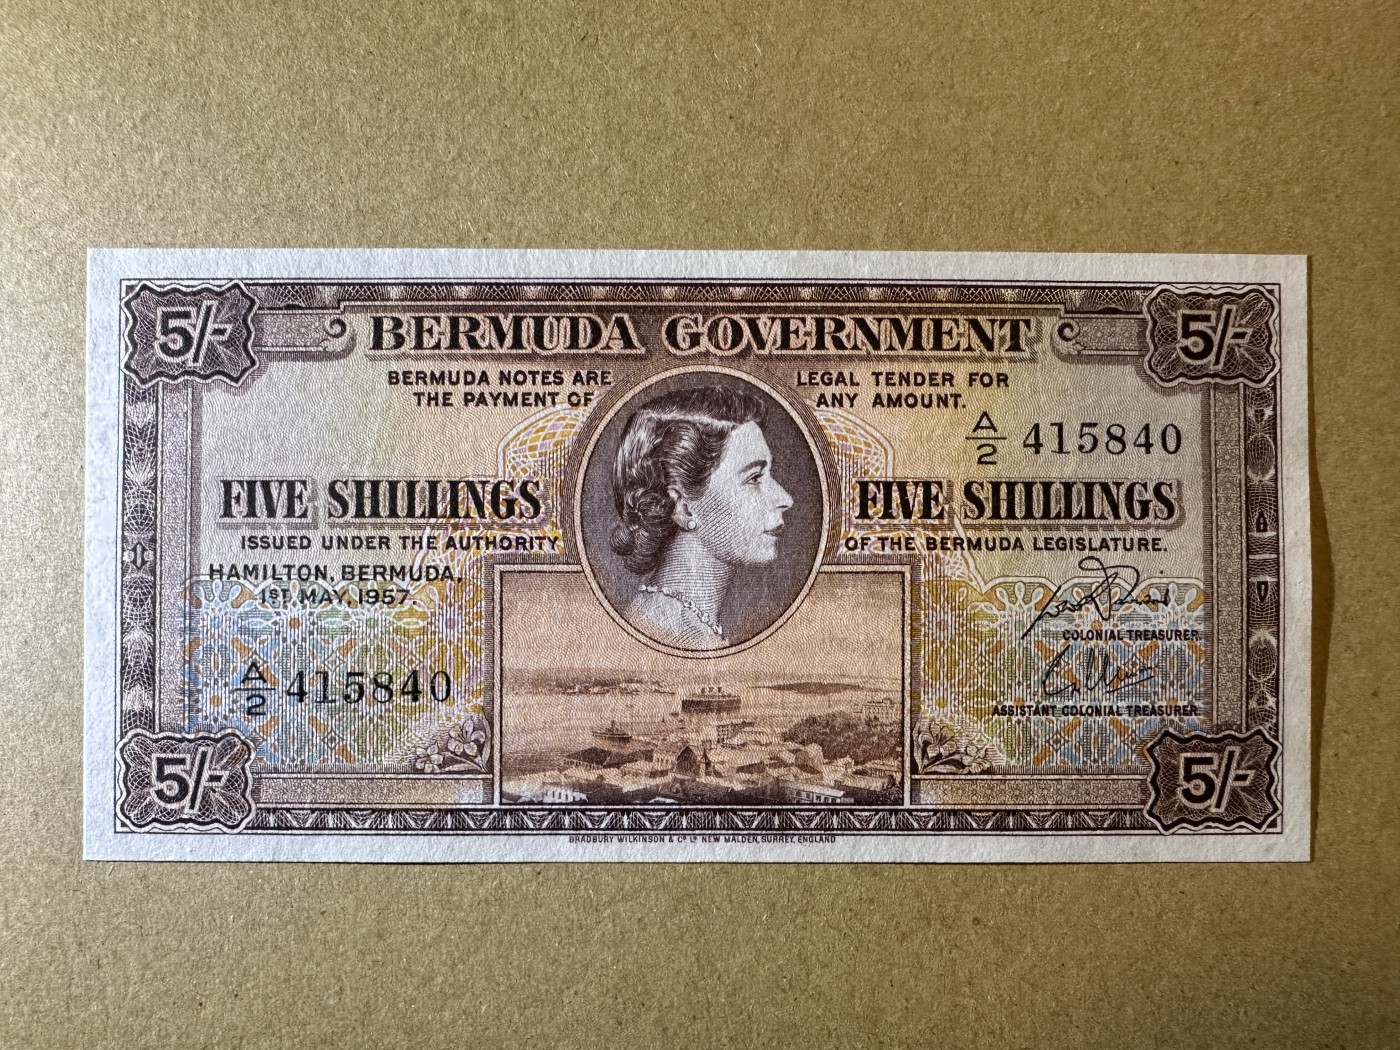 5/-
BERMUDA GOVERNMENT
5/-
BERMUDA NOTES ARE LEGAL TENDER FOR
THE PAYMENT OF ANY AMOUNT.
A/2 415840
FIVE SHILLINGS FIVE SHILLINGS
ISSUED UNDER THE AUTHORITY OF THE BERMUDA LEGISLATURE.
HAMILTON, BERMUDA,
1ST MAY, 1957.
COLONIAL TREASURER.
A/2 415840
ASSISTANT COLONIAL TREASURER.
5/-
5/-
BRADBURY WILKINSON & Co Ld NEW MALDEN, SURREY, ENGLAND